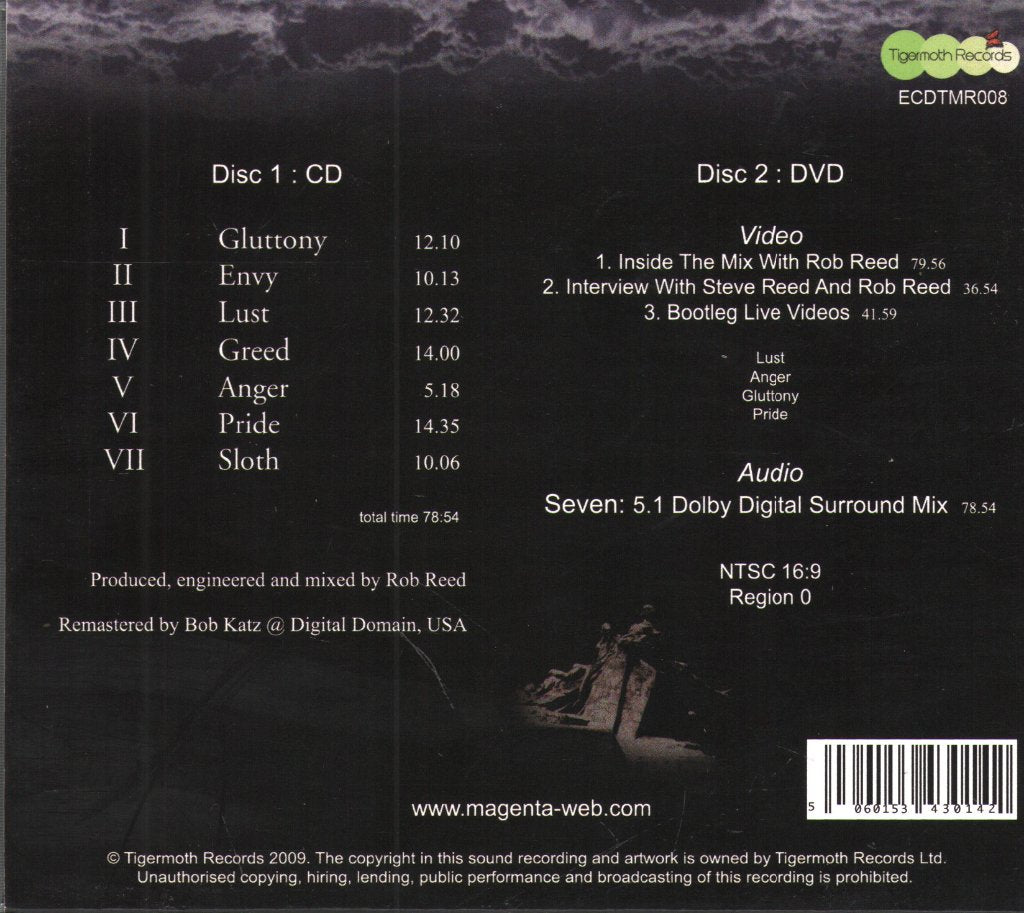 Tigermoth Records
ECDTMR008
Disc 1 : CD
I Gluttony 12.10
II Envy 10.13
III Lust 12.32
IV Greed 14.00
V Anger 5.18
VI Pride 14.35
VII Sloth 10.06
total time 78:54
Produced, engineered and mixed by Rob Reed
Remastered by Bob Katz @ Digital Domain, USA
Disc 2 : DVD
Video
1. Inside The Mix With Rob Reed 79.56
2. Interview With Steve Reed And Rob Reed 36.54
3. Bootleg Live Videos 41.59
Lust
Anger
Gluttony
Pride
Audio
Seven: 5.1 Dolby Digital Surround Mix 78.54
NTSC 16:9
Region 0
5 060153 430142
www.magenta-web.com
© Tigermoth Records 2009. The copyright in this sound recording and artwork is owned by Tigermoth Records Ltd.
Unauthorised copying, hiring, lending, public performance and broadcasting of this recording is prohibited.